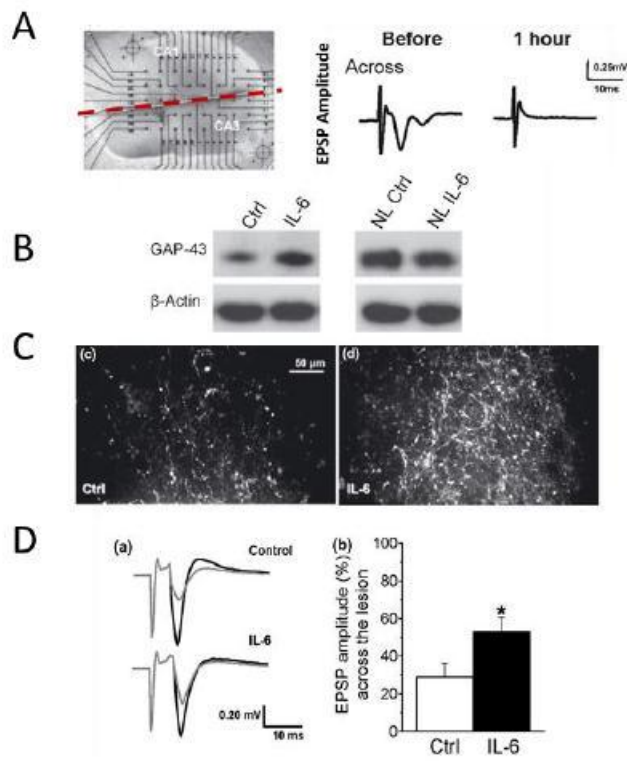 A
CA1
CA3
EPSP Amplitude
Before
1 hour
Across
0.25mV
10ms
B
Ctrl
IL-6
NL Ctrl
NL IL-6
GAP-43
β-Actin
C
(c)
50 µm
Ctrl
(d)
IL-6
D
(a)
Control
IL-6
0.20 mV
10 ms
(b)
EPSP amplitude (%)
across the lesion
100
80
60
40
20
*
Ctrl
IL-6